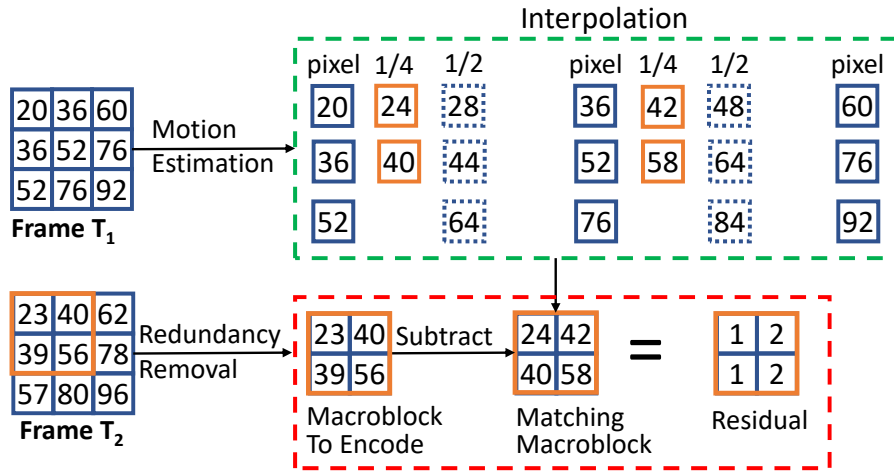 Interpolation
pixel 1/4 1/2 pixel 1/4 1/2 pixel
20 24 28 36 42 48 60
36 40 44 52 58 64 76
52 64 76 84 92
20 36 60
36 52 76
52 76 92
Frame T1
Motion
Estimation
23 40 62
39 56 78
57 80 96
Frame T2
Redundancy
Removal
23 40
39 56
Macroblock
To Encode
Subtract
24 42
40 58
Matching
Macroblock
=
1 2
1 2
Residual